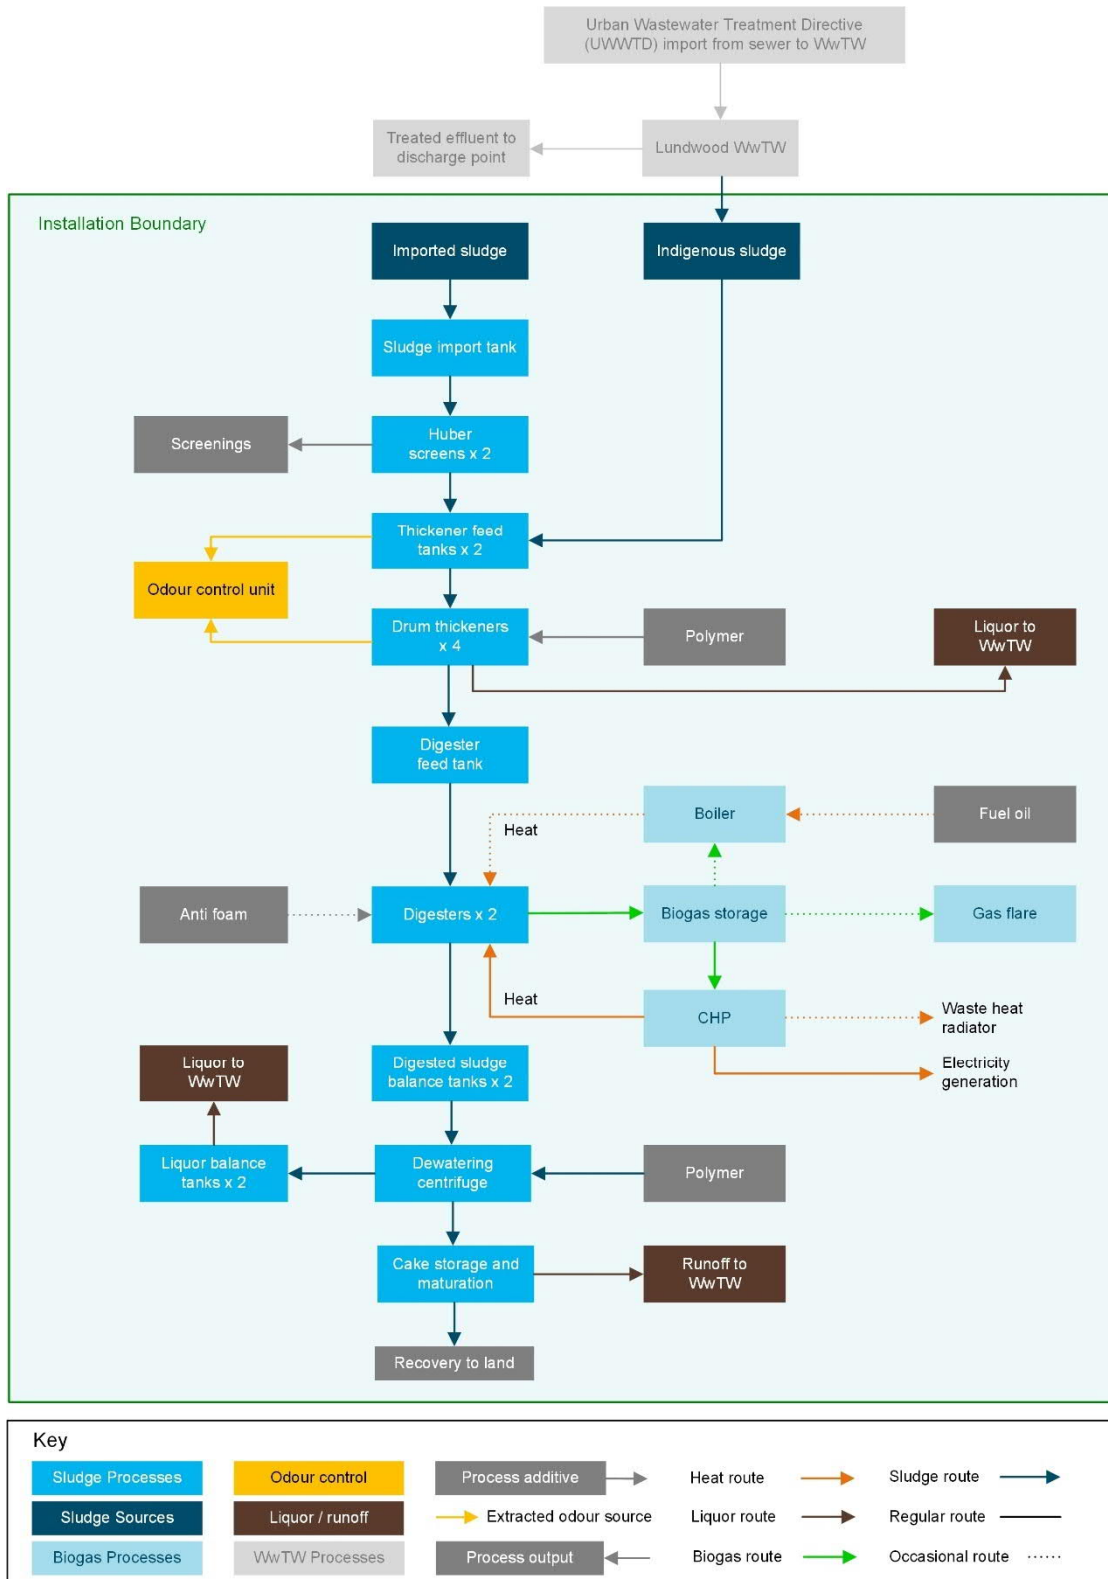 Urban Wastewater Treatment Directive
(UWWTD) import from sewer to WwTW
Treated effluent to
discharge point
Lundwood WwTW
Installation Boundary
Imported sludge
Indigenous sludge
Sludge import tank
Screenings
Huber
screens x 2
Thickener feed
tanks x 2
Odour control unit
Drum thickeners
x 4
Polymer
Liquor to
WwTW
Digester
feed tank
Heat
Boiler
Fuel oil
Anti foam
Digesters x 2
Biogas storage
Gas flare
Heat
CHP
Waste heat
radiator
Electricity
generation
Liquor to
WwTW
Digested sludge
balance tanks x 2
Liquor balance
tanks x 2
Dewatering
centrifuge
Polymer
Cake storage and
maturation
Runoff to
WwTW
Recovery to land
Key
Sludge Processes
Odour control
Process additive
Heat route
Sludge route
Sludge Sources
Liquor / runoff
Extracted odour source
Liquor route
Regular route
Biogas Processes
WwTW Processes
Process output
Biogas route
Occasional route